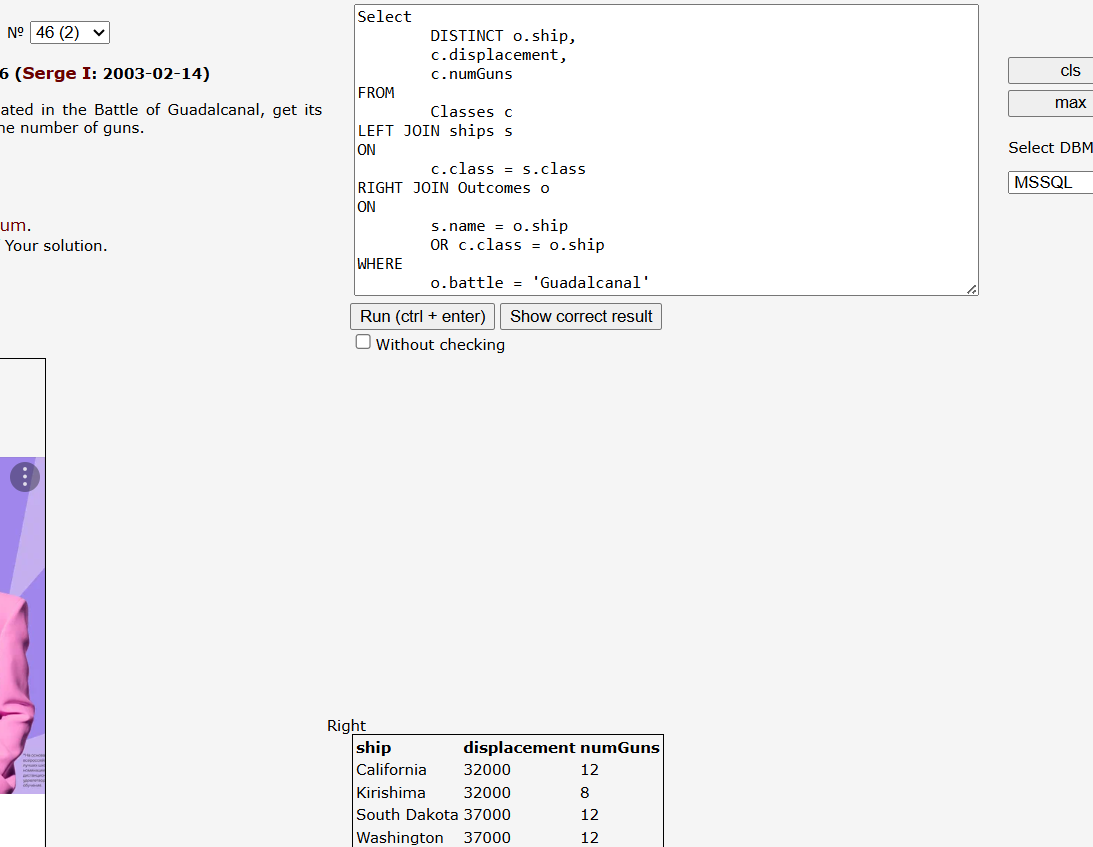 № 46 (2)
6 (Serge I: 2003-02-14)
ated in the Battle of Guadalcanal, get its
ne number of guns.
um.
Your solution.
Select
DISTINCT o.ship,
c.displacement,
c.numGuns
FROM
Classes c
LEFT JOIN ships s
ON
c.class = s.class
RIGHT JOIN Outcomes o
ON
s.name = o.ship
OR c.class = o.ship
WHERE
o.battle = 'Guadalcanal'
Run (ctrl + enter) Show correct result
Without checking
cls
max
Select DBM
MSSQL
Right
ship displacement numGuns
California 32000 12
Kirishima 32000 8
South Dakota 37000 12
Washington 37000 12